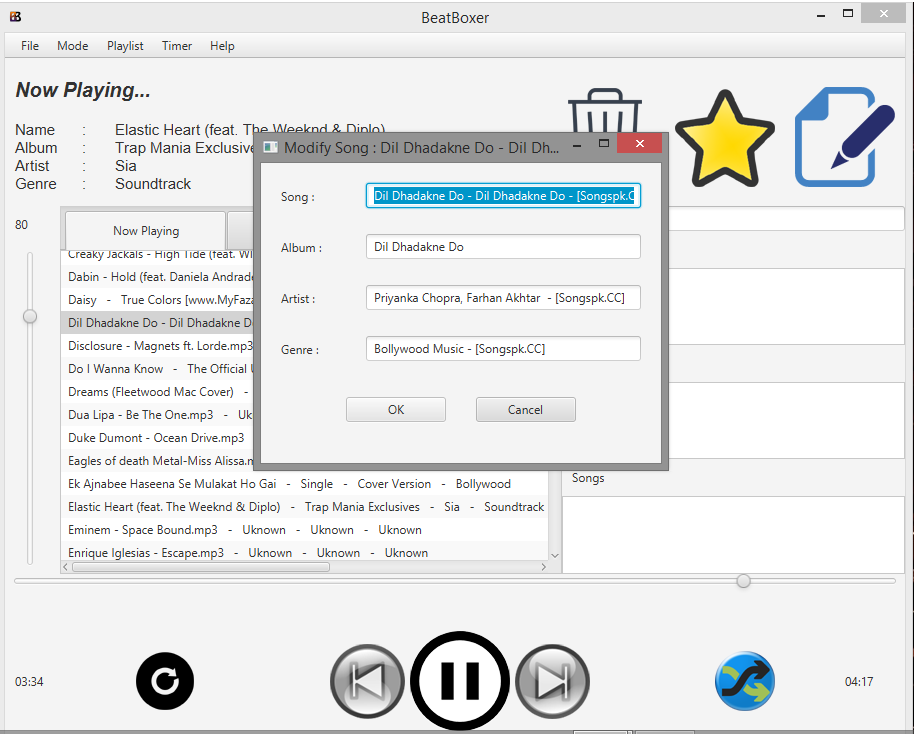 BeatBoxer
File Mode Playlist Timer Help
Now Playing...
Name : Elastic Heart (feat. The Weeknd & Diplo)
Album : Trap Mania Exclusive
Artist : Sia
Genre : Soundtrack
80
Now Playing
Creaky Jackals - High Tide (feat.
Dabin - Hold (feat. Daniela Andrade
Daisy - True Colors [www.MyFaza
Dil Dhadakne Do - Dil Dhadakne D
Disclosure - Magnets ft. Lorde.mp3
Do I Wanna Know - The Official
Dreams (Fleetwood Mac Cover) -
Dua Lipa - Be The One.mp3 - Uk
Duke Dumont - Ocean Drive.mp3
Eagles of death Metal-Miss Alissa.m
Ek Ajnabee Haseena Se Mulakat Ho Gai - Single - Cover Version - Bollywood
Elastic Heart (feat. The Weeknd & Diplo) - Trap Mania Exclusives - Sia - Soundtrack
Eminem - Space Bound.mp3 - Uknown - Uknown - Uknown
Enrique Iglesias - Escape.mp3 - Uknown - Uknown - Uknown
Modify Song : Dil Dhadakne Do - Dil Dh...
Song : Dil Dhadakne Do - Dil Dhadakne Do - [Songspk.C
Album : Dil Dhadakne Do
Artist : Priyanka Chopra, Farhan Akhtar - [Songspk.CC]
Genre : Bollywood Music - [Songspk.CC]
OK Cancel
Songs
03:34 04:17